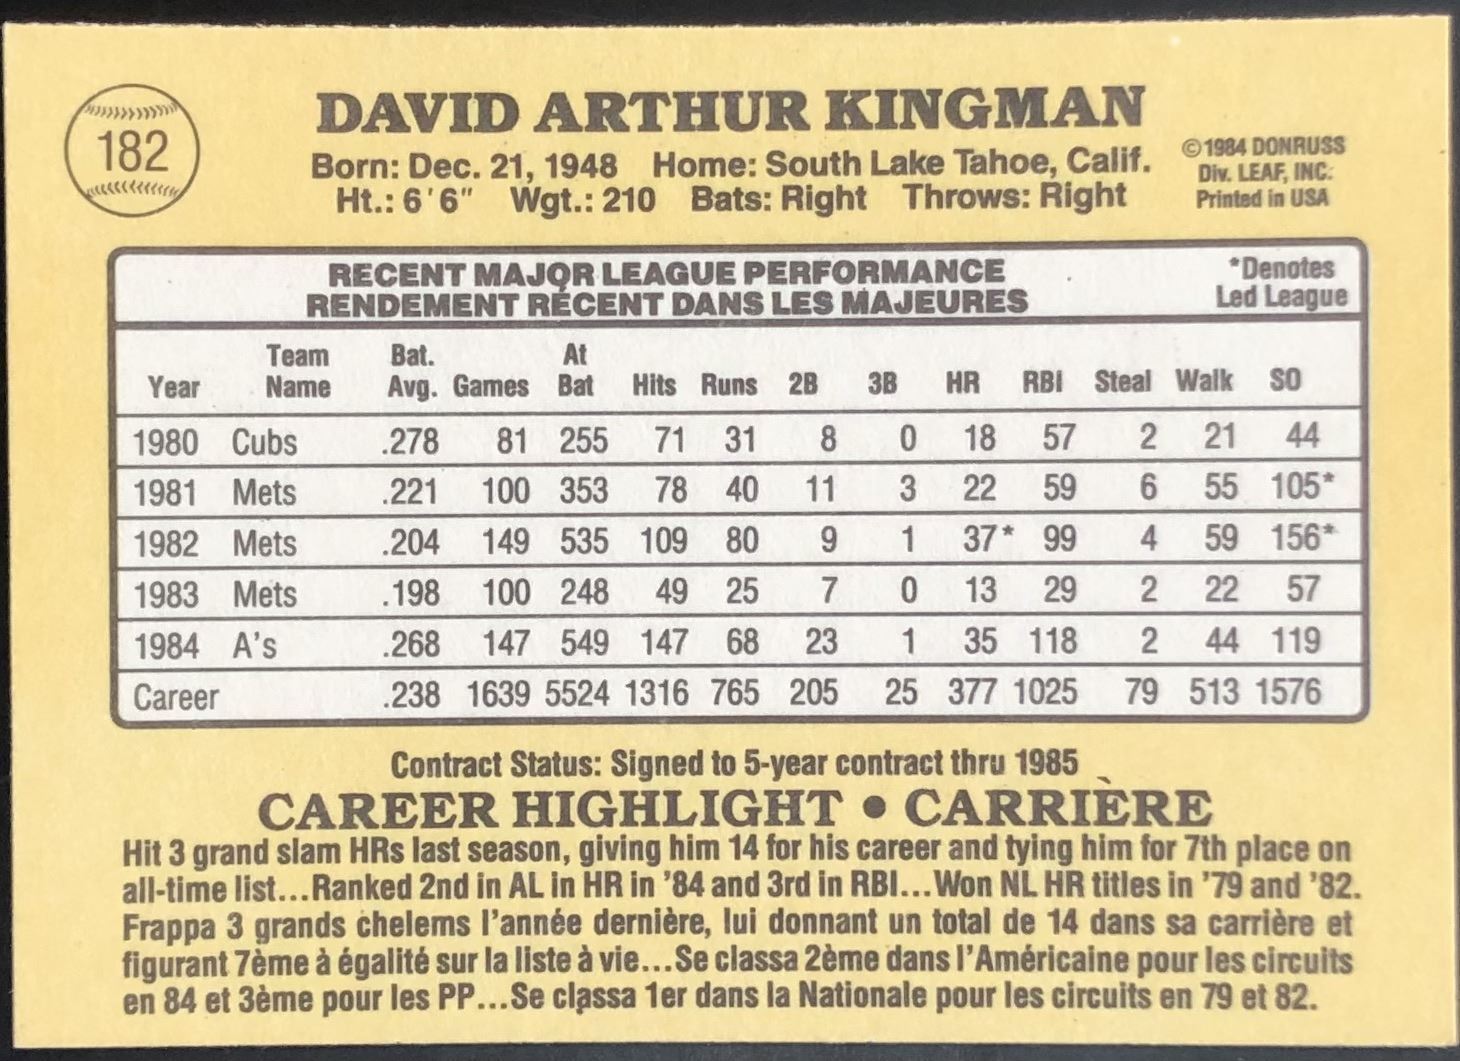 182
DAVID ARTHUR KINGMAN
Born: Dec. 21, 1948 Home: South Lake Tahoe, Calif.
Ht.: 6'6" Wgt.: 210 Bats: Right Throws: Right
©1984 DONRUSS
Div. LEAF, INC.
Printed in USA
RECENT MAJOR LEAGUE PERFORMANCE
RENDEMENT RÉCENT DANS LES MAJEURES
*Denotes
Led League
Year Team Name Bat. Avg. Games At Bat Hits Runs 2B 3B HR RBI Steal Walk SO
1980 Cubs .278 81 255 71 31 8 0 18 57 2 21 44
1981 Mets .221 100 353 78 40 11 3 22 59 6 55 105*
1982 Mets .204 149 535 109 80 9 1 37* 99 4 59 156*
1983 Mets .198 100 248 49 25 7 0 13 29 2 22 57
1984 A's .268 147 549 147 68 23 1 35 118 2 44 119
Career .238 1639 5524 1316 765 205 25 377 1025 79 513 1576
Contract Status: Signed to 5-year contract thru 1985
CAREER HIGHLIGHT • CARRIÈRE
Hit 3 grand slam HRs last season, giving him 14 for his career and tying him for 7th place on
all-time list...Ranked 2nd in AL in HR in '84 and 3rd in RBI...Won NL HR titles in '79 and '82.
Frappa 3 grands chelems l'année dernière, lui donnant un total de 14 dans sa carrière et
figurant 7ème à égalité sur la liste à vie...Se classa 2ème dans l'Américaine pour les circuits
en 84 et 3ème pour les PP...Se classa 1er dans la Nationale pour les circuits en 79 et 82.